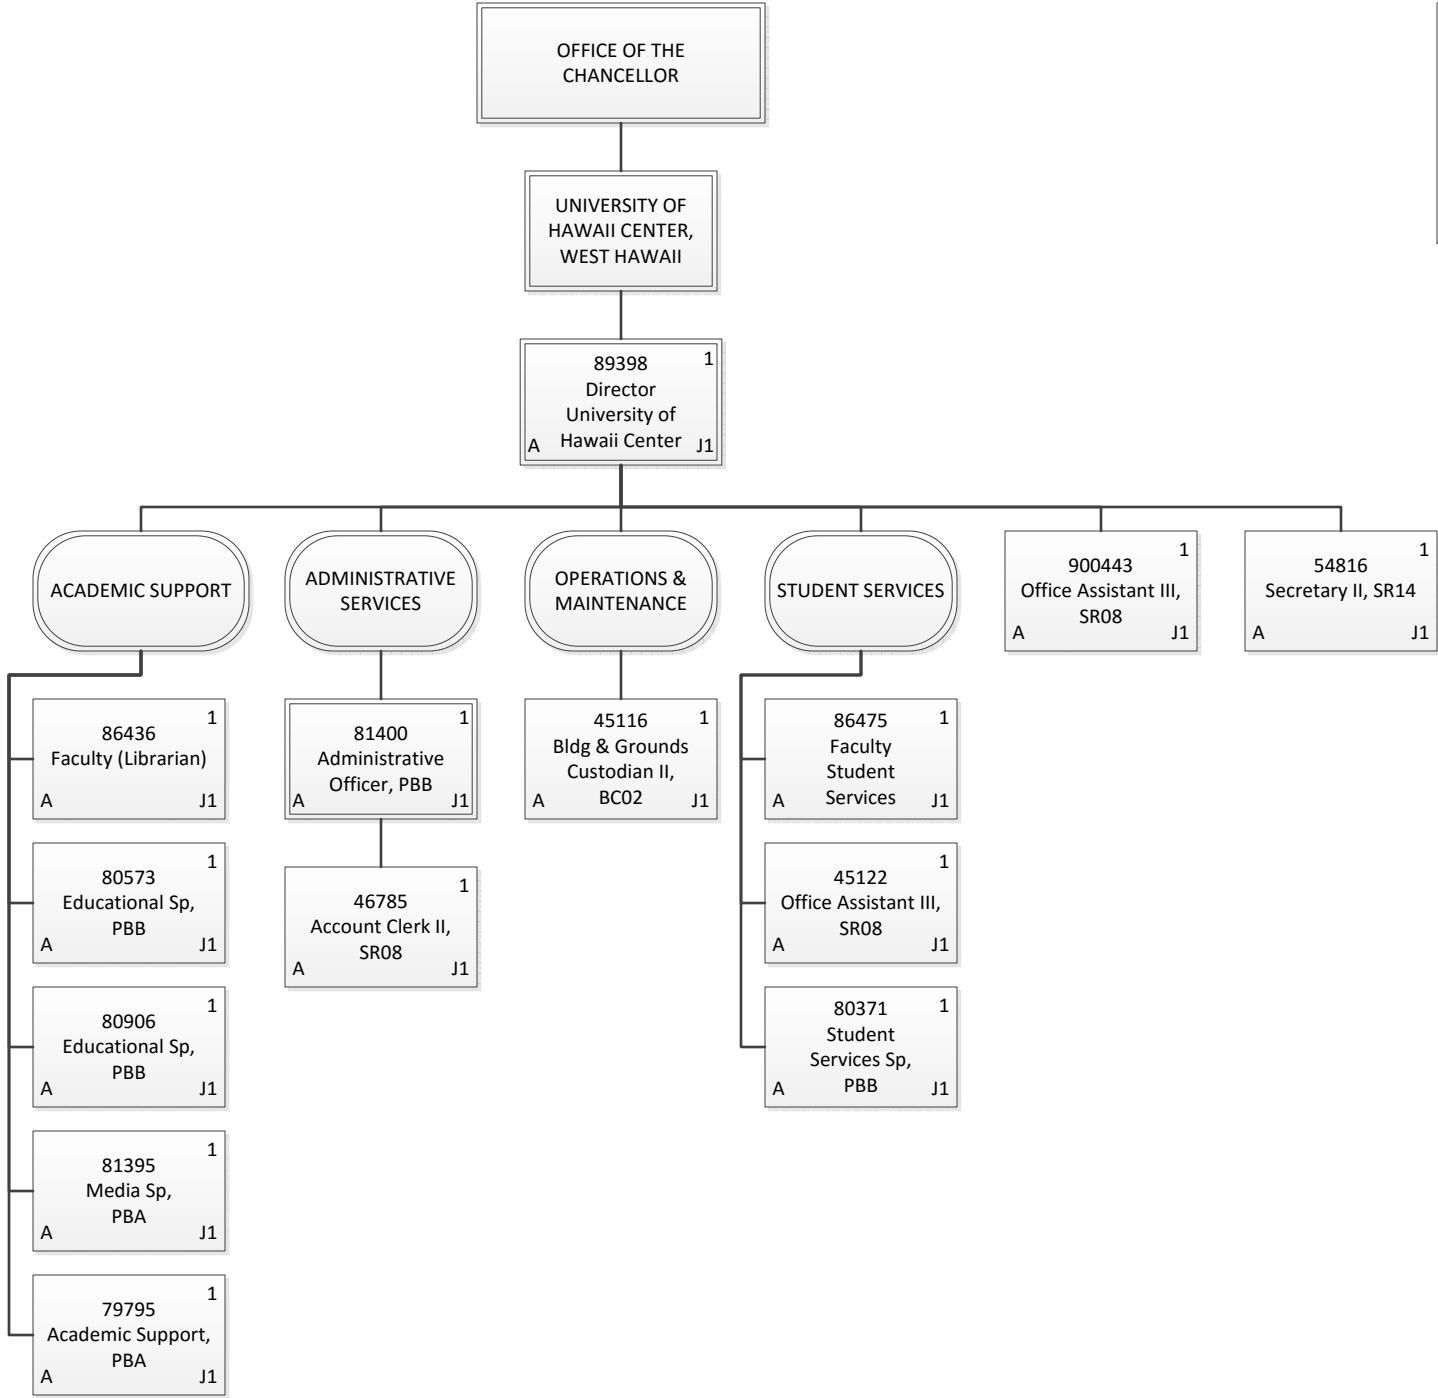 OFFICE OF THE
CHANCELLOR
UNIVERSITY OF
HAWAII CENTER,
WEST HAWAII
1
89398
Director
University of
Hawaii Center
A
J1
ACADEMIC SUPPORT
ADMINISTRATIVE
SERVICES
OPERATIONS &
MAINTENANCE
STUDENT SERVICES
1
900443
Office Assistant III,
SR08
A
J1
1
54816
Secretary II, SR14
A
J1
1
86436
Faculty (Librarian)
A
J1
1
80573
Educational Sp,
PBB
A
J1
1
80906
Educational Sp,
PBB
A
J1
1
81395
Media Sp,
PBA
A
J1
1
79795
Academic Support,
PBA
A
J1
1
81400
Administrative
Officer, PBB
A
J1
1
46785
Account Clerk II,
SR08
A
J1
1
45116
Bldg & Grounds
Custodian II,
BC02
A
J1
1
86475
Faculty
Student
Services
A
J1
1
45122
Office Assistant III,
SR08
A
J1
1
80371
Student
Services Sp,
PBB
A
J1